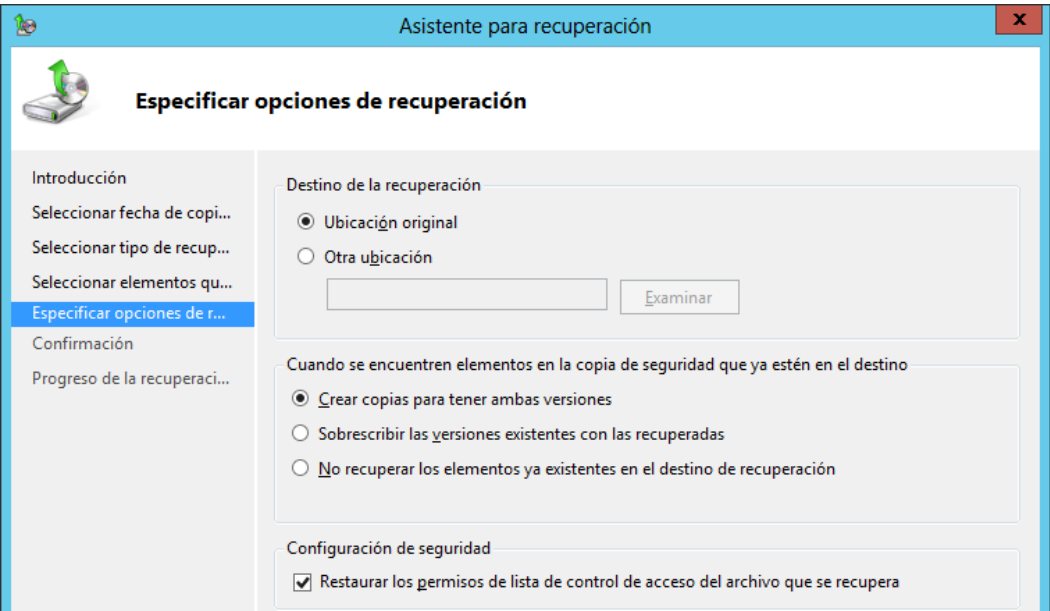 Asistente para recuperación
x
Especificar opciones de recuperación
Introducción
Seleccionar fecha de copi...
Seleccionar tipo de recup...
Seleccionar elementos qu...
Especificar opciones de r...
Confirmación
Progreso de la recuperaci...
Destino de la recuperación
Ubicación original
Otra ubicación
Examinar
Cuando se encuentren elementos en la copia de seguridad que ya estén en el destino
Crear copias para tener ambas versiones
Sobrescribir las versiones existentes con las recuperadas
No recuperar los elementos ya existentes en el destino de recuperación
Configuración de seguridad
Restaurar los permisos de lista de control de acceso del archivo que se recupera